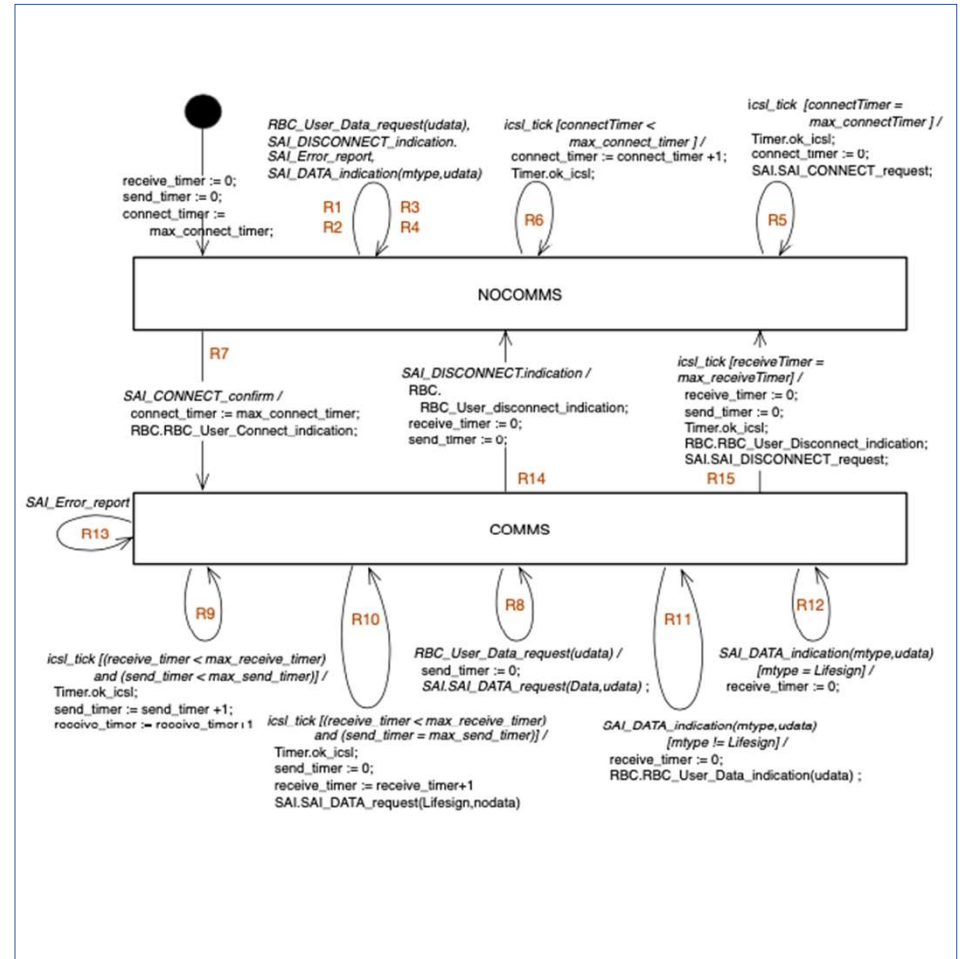 receive_timer := 0;
send_timer := 0;
connect_timer :=
max_connect_timer;
RBC_User_Data_request(udata),
SAI_DISCONNECT_indication.
SAI_Error_report,
SAI_DATA_indication(mtype,udata)
R1
R2
R3
R4
icsl_tick [connectTimer <
max_connect_timer ] /
connect_timer := connect_timer +1;
Timer.ok_icsl;
R6
icsl_tick [connectTimer =
max_connectTimer ] /
Timer.ok_icsl;
connect_timer := 0;
SAI.SAI_CONNECT_request;
R5
NOCOMMS
R7
SAI_CONNECT_confirm /
connect_timer := max_connect_timer;
RBC.RBC_User_Connect_indication;
SAI_DISCONNECT.indication /
RBC.
RBC_User_disconnect_indication;
receive_timer := 0;
send_timer := 0;
R14
icsl_tick [receiveTimer =
max_receiveTimer] /
receive_timer := 0;
send_timer := 0;
Timer.ok_icsl;
RBC.RBC_User_Disconnect_indication;
SAI.SAI_DISCONNECT_request;
R15
SAI_Error_report
R13
COMMS
R9
icsl_tick [(receive_timer < max_receive_timer)
and (send_timer < max_send_timer)] /
Timer.ok_icsl;
send_timer := send_timer +1;
receive_timer := receive_timer+1
R10
icsl_tick [(receive_timer < max_receive_timer)
and (send_timer = max_send_timer)] /
Timer.ok_icsl;
send_timer := 0;
receive_timer := receive_timer+1
SAI.SAI_DATA_request(Lifesign,nodata)
R8
RBC_User_Data_request(udata) /
send_timer := 0;
SAI.SAI_DATA_request(Data,udata) ;
R11
SAI_DATA_indication(mtype,udata)
[mtype != Lifesign] /
receive_timer := 0;
RBC.RBC_User_Data_indication(udata) ;
R12
SAI_DATA_indication(mtype,udata)
[mtype = Lifesign] /
receive_timer := 0;